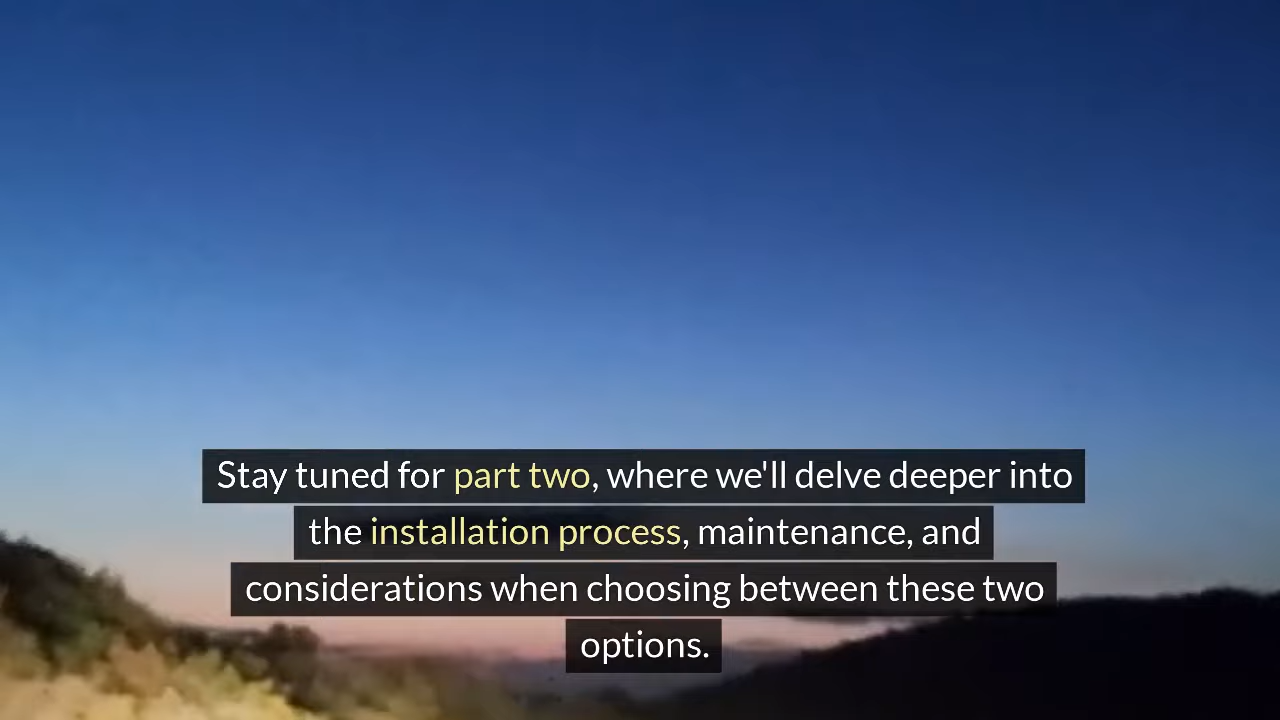 Stay tuned for part two, where we'll delve deeper into
the installation process, maintenance, and
considerations when choosing between these two
options.